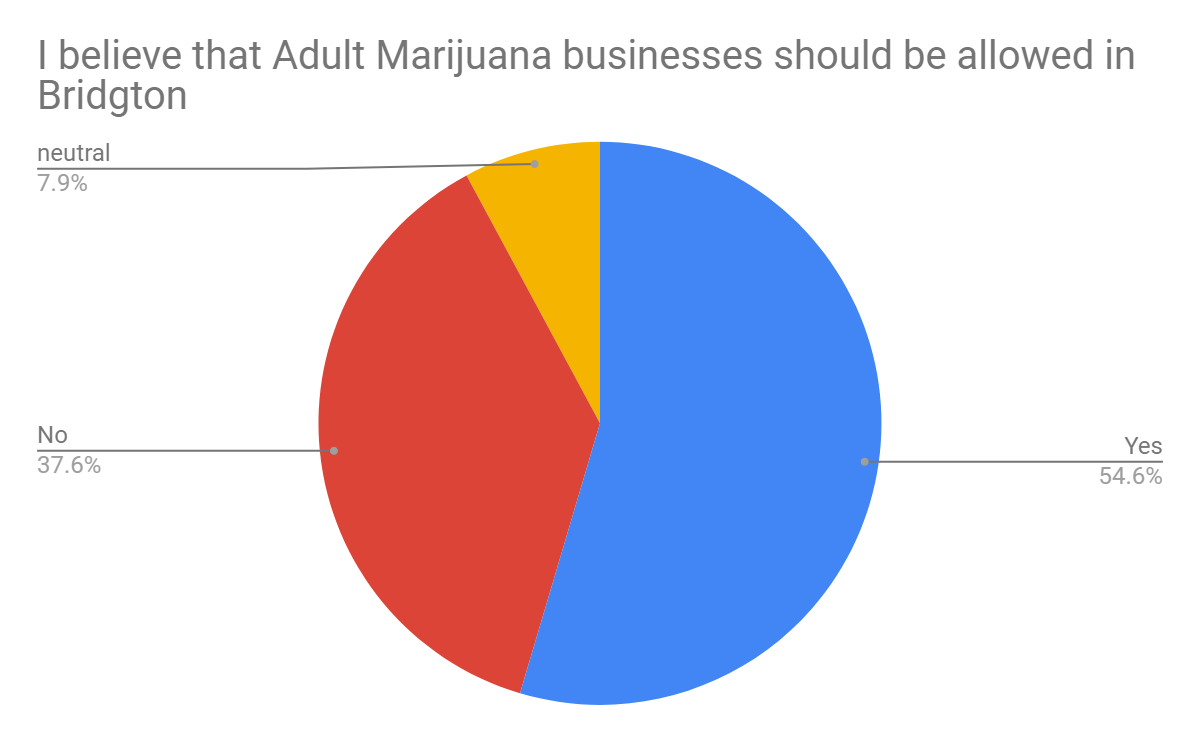 I believe that Adult Marijuana businesses should be allowed in
Bridgton
neutral
7.9%
No
37.6%
Yes
54.6%